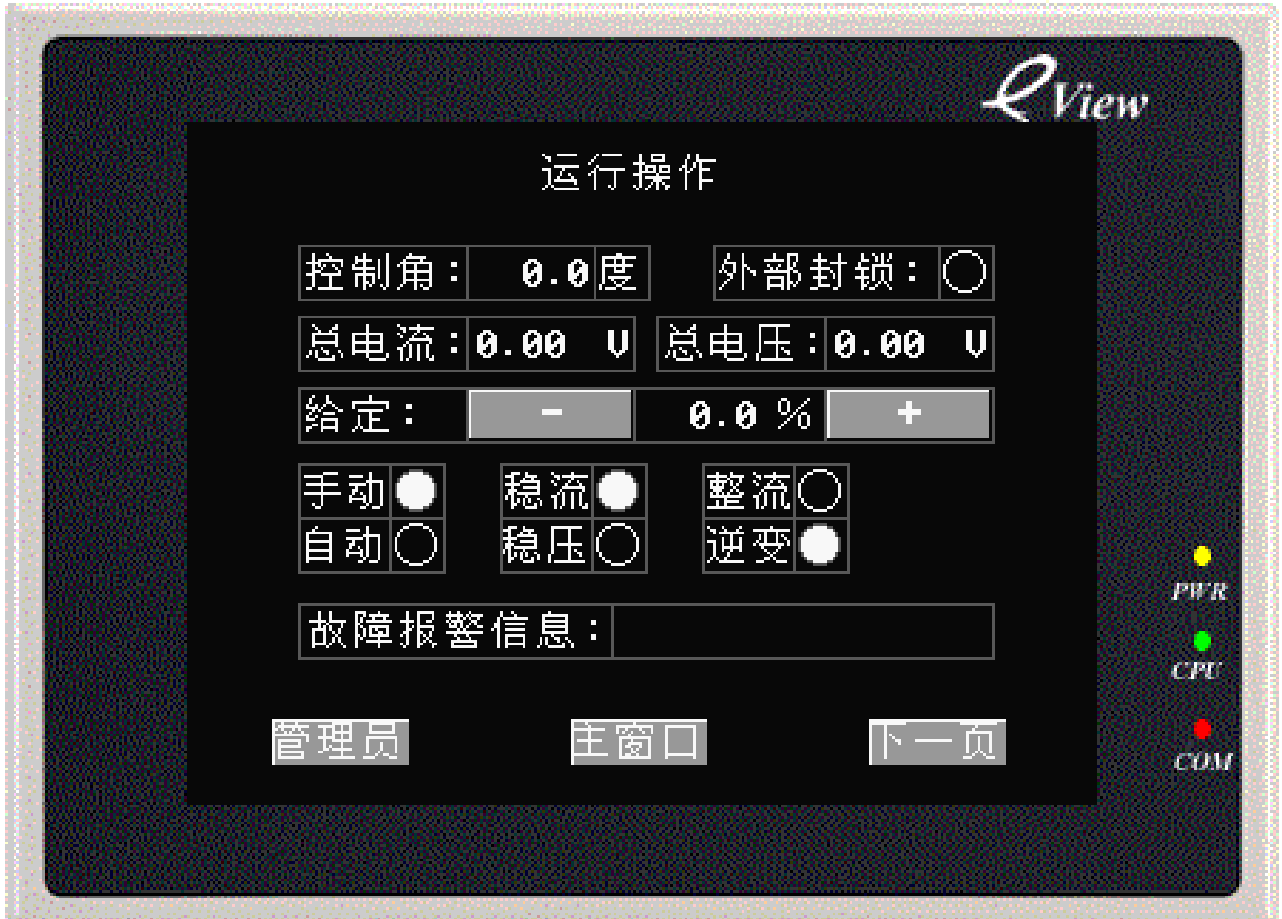 eView
运行操作
控制角: 0.0 度 外部封锁:
总电流: 0.00 V 总电压: 0.00 V
给定: - 0.0 % +
手动 稳流 整流
自动 稳压 逆变
PWR
故障报警信息:
CPU
管理员 主窗口 下一页
COM